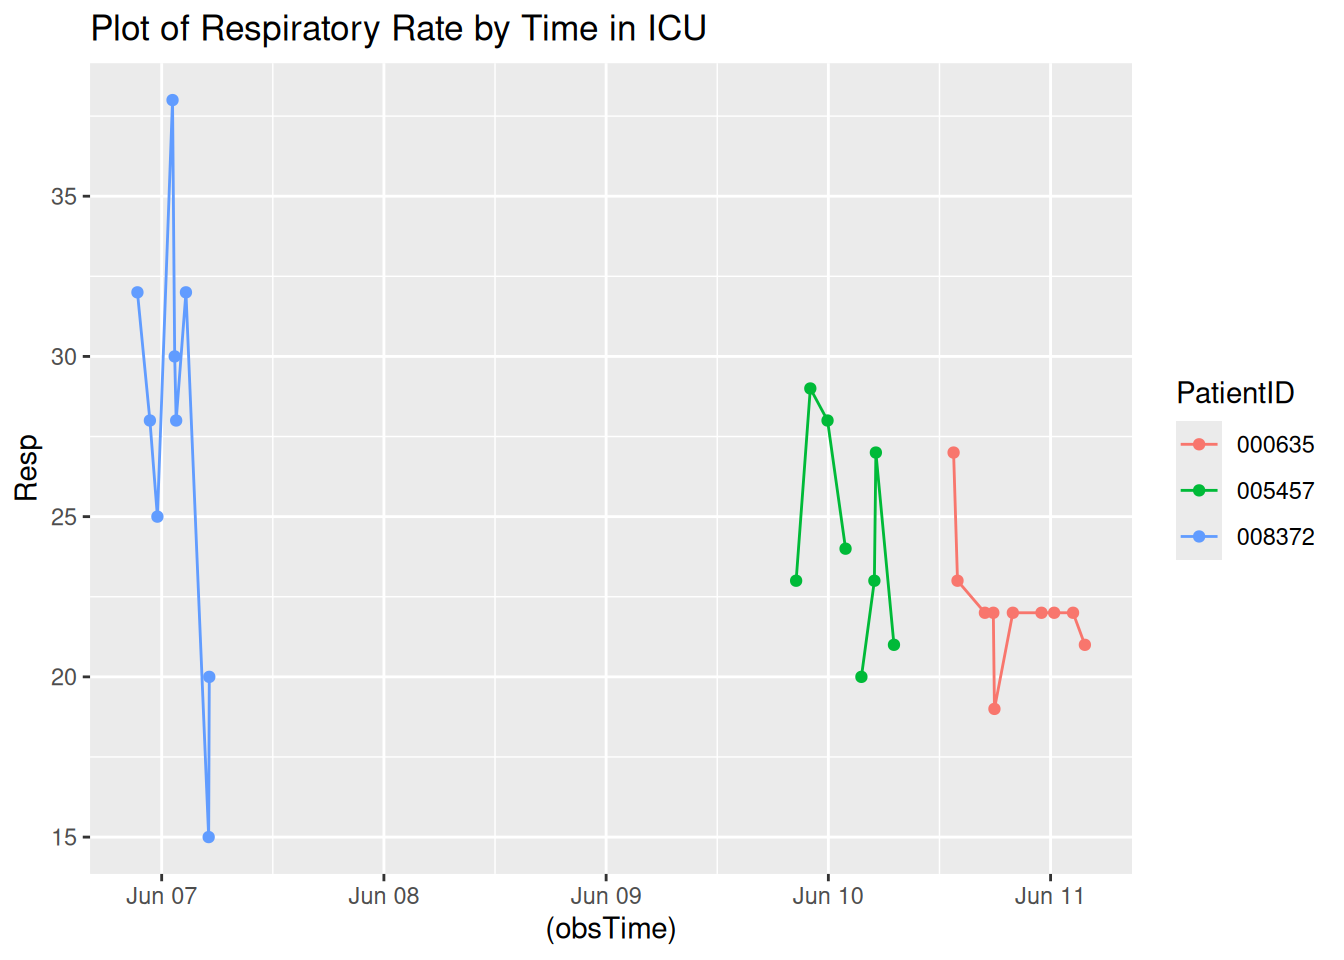 Plot of Respiratory Rate by Time in ICU
35
30
25
20
15
Resp
Jun 07
Jun 08
Jun 09
Jun 10
Jun 11
(obsTime)
PatientID
000635
005457
008372